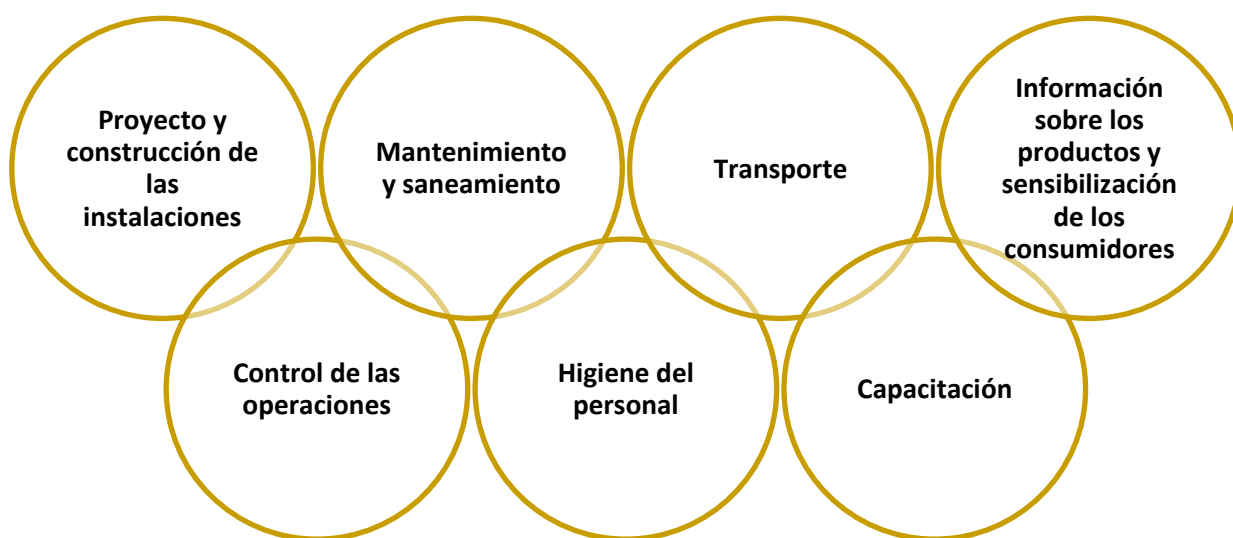 Proyecto y
construcción de
las
instalaciones
Mantenimiento
y saneamiento
Transporte
Información
sobre los
productos y
sensibilización
de los
consumidores
Control de las
operaciones
Higiene del
personal
Capacitación